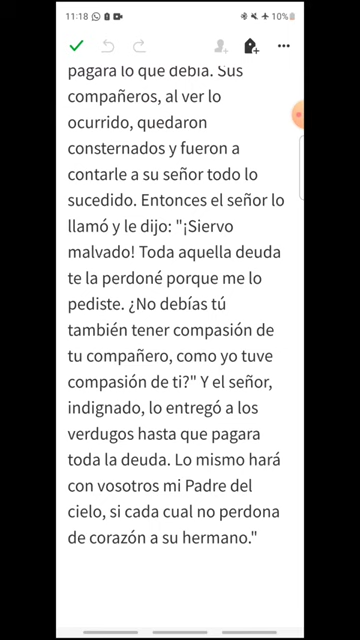 11:18
10%
pagara lo que debía. Sus
compañeros, al ver lo
ocurrido, quedaron
consternados y fueron a
contarle a su señor todo lo
sucedido. Entonces el señor lo
llamó y le dijo: "¡Siervo
malvado! Toda aquella deuda
te la perdoné porque me lo
pediste. ¿No debías tú
también tener compasión de
tu compañero, como yo tuve
compasión de ti?" Y el señor,
indignado, lo entregó a los
verdugos hasta que pagara
toda la deuda. Lo mismo hará
con vosotros mi Padre del
cielo, si cada cual no perdona
de corazón a su hermano."